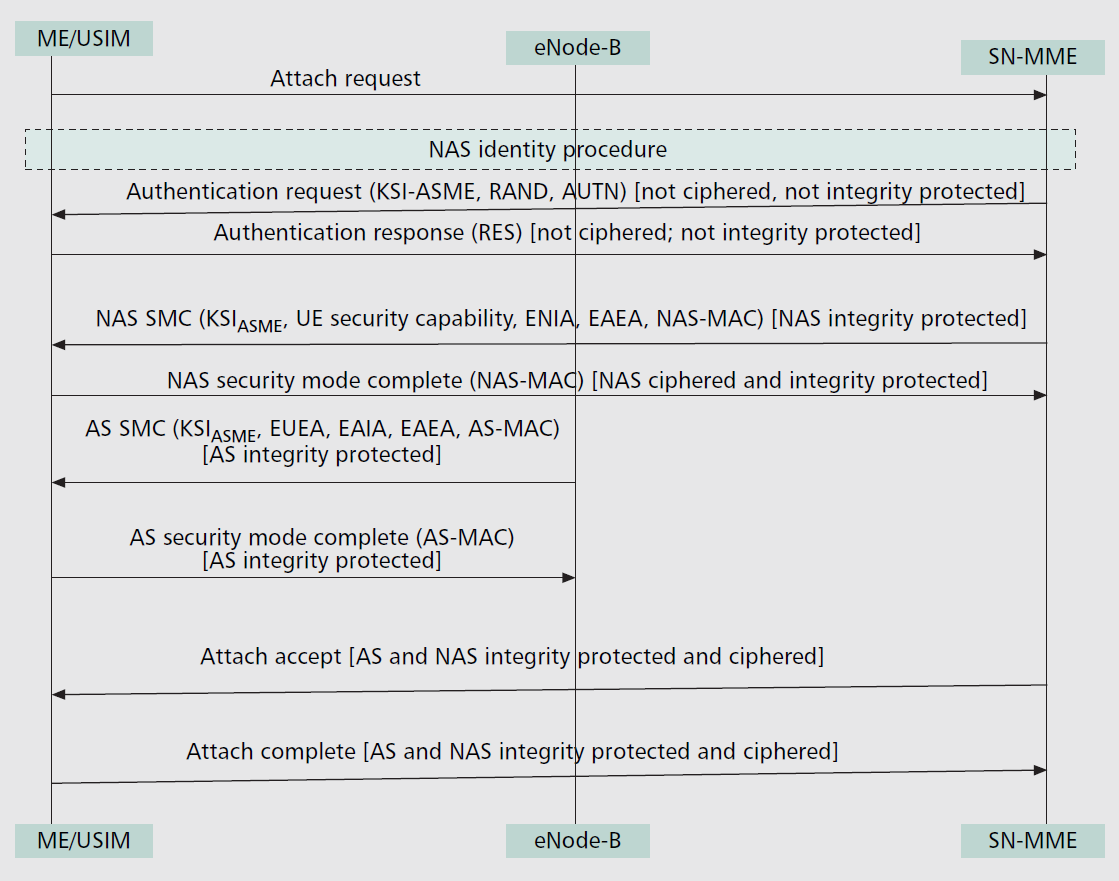 ME/USIM
eNode-B
SN-MME
Attach request
NAS identity procedure
Authentication request (KSI-ASME, RAND, AUTN) [not ciphered, not integrity protected]
Authentication response (RES) [not ciphered; not integrity protected]
NAS SMC (KSIASME, UE security capability, ENIA, EAEA, NAS-MAC) [NAS integrity protected]
NAS security mode complete (NAS-MAC) [NAS ciphered and integrity protected]
AS SMC (KSIASME, EUEA, EAIA, EAEA, AS-MAC)
[AS integrity protected]
AS security mode complete (AS-MAC)
[AS integrity protected]
Attach accept [AS and NAS integrity protected and ciphered]
Attach complete [AS and NAS integrity protected and ciphered]
ME/USIM
eNode-B
SN-MME